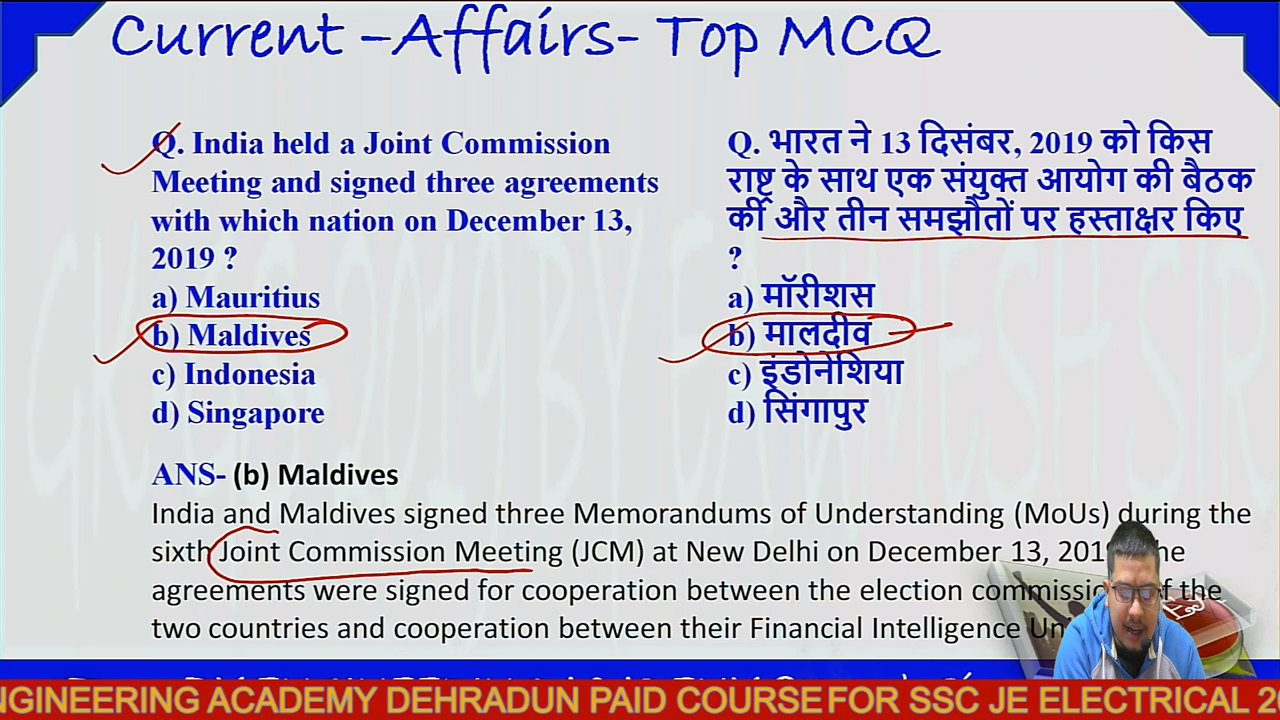 Current -Affairs- Top MCQ
Q. India held a Joint Commission
Meeting and signed three agreements
with which nation on December 13,
2019 ?
a) Mauritius
b) Maldives
c) Indonesia
d) Singapore
Q. भारत ने 13 दिसंबर, 2019 को किस
राष्ट्र के साथ एक संयुक्त आयोग की बैठक
की और तीन समझौतों पर हस्ताक्षर किए
?
a) मॉरीशस
b) मालदीव
c) इंडोनेशिया
d) सिंगापुर
ANS- (b) Maldives
India and Maldives signed three Memorandums of Understanding (MoUs) during the
sixth Joint Commission Meeting (JCM) at New Delhi on December 13,
agreements were signed for cooperation between the election of the
two countries and cooperation between their Financial Intelligence
ACADEMY DEHRADUN PAID COURSE FOR SSC JE ELECTRICAL